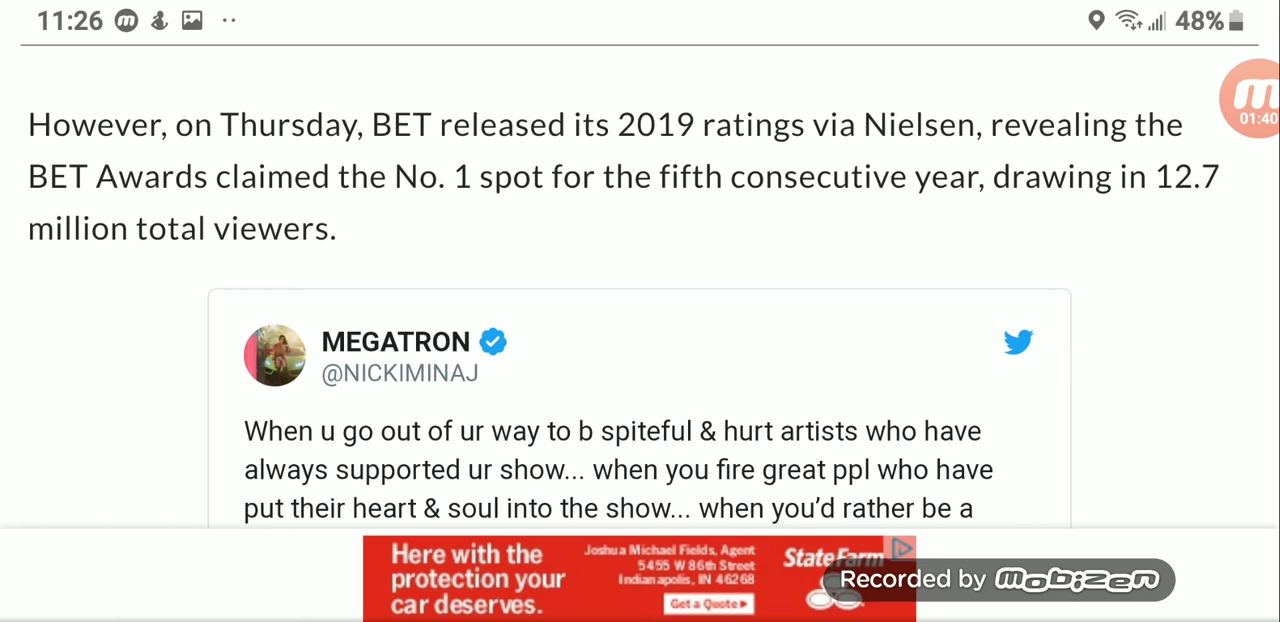 11:26
48%
However, on Thursday, BET released its 2019 ratings via Nielsen, revealing the
BET Awards claimed the No. 1 spot for the fifth consecutive year, drawing in 12.7
million total viewers.
01:40
MEGATRON
@NICKIMINAJ
When u go out of ur way to b spiteful & hurt artists who have
always supported ur show... when you fire great ppl who have
put their heart & soul into the show... when you’d rather be a
Here with the
protection your
car deserves.
Joshua Michael Fields, Agent
5455 W 86th Street
Indianapolis, IN 46268
Get a Quote
State Farm
Recorded by mobizen